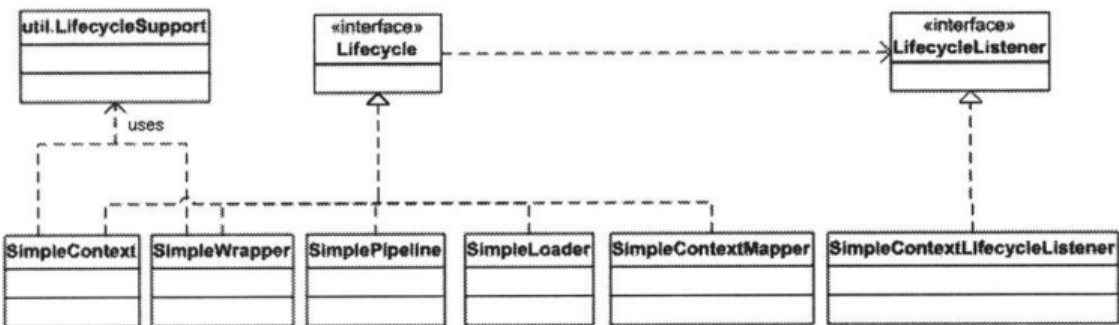 util.LifecycleSupport
«interface»
Lifecycle
«interface»
LifecycleListener
uses
SimpleContext
SimpleWrapper
SimplePipeline
SimpleLoader
SimpleContextMapper
SimpleContextLifecycleListener